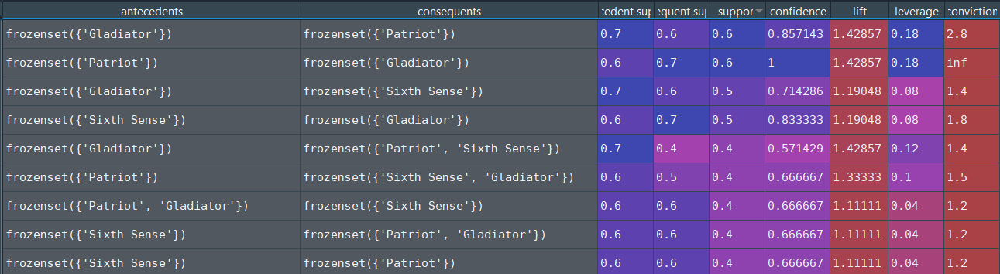 antecedents consequents cedent sup equent sup suppor confidence lift leverage conviction
frozenset({'Gladiator'}) frozenset({'Patriot'}) 0.7 0.6 0.6 0.857143 1.42857 0.18 2.8
frozenset({'Patriot'}) frozenset({'Gladiator'}) 0.6 0.7 0.6 1 1.42857 0.18 inf
frozenset({'Gladiator'}) frozenset({'Sixth Sense'}) 0.7 0.6 0.5 0.714286 1.19048 0.08 1.4
frozenset({'Sixth Sense'}) frozenset({'Gladiator'}) 0.6 0.7 0.5 0.833333 1.19048 0.08 1.8
frozenset({'Gladiator'}) frozenset({'Patriot', 'Sixth Sense'}) 0.7 0.4 0.4 0.571429 1.42857 0.12 1.4
frozenset({'Patriot'}) frozenset({'Sixth Sense', 'Gladiator'}) 0.6 0.5 0.4 0.666667 1.33333 0.1 1.5
frozenset({'Patriot', 'Gladiator'}) frozenset({'Sixth Sense'}) 0.6 0.6 0.4 0.666667 1.11111 0.04 1.2
frozenset({'Sixth Sense'}) frozenset({'Patriot', 'Gladiator'}) 0.6 0.6 0.4 0.666667 1.11111 0.04 1.2
frozenset({'Sixth Sense'}) frozenset({'Patriot'}) 0.6 0.6 0.4 0.666667 1.11111 0.04 1.2